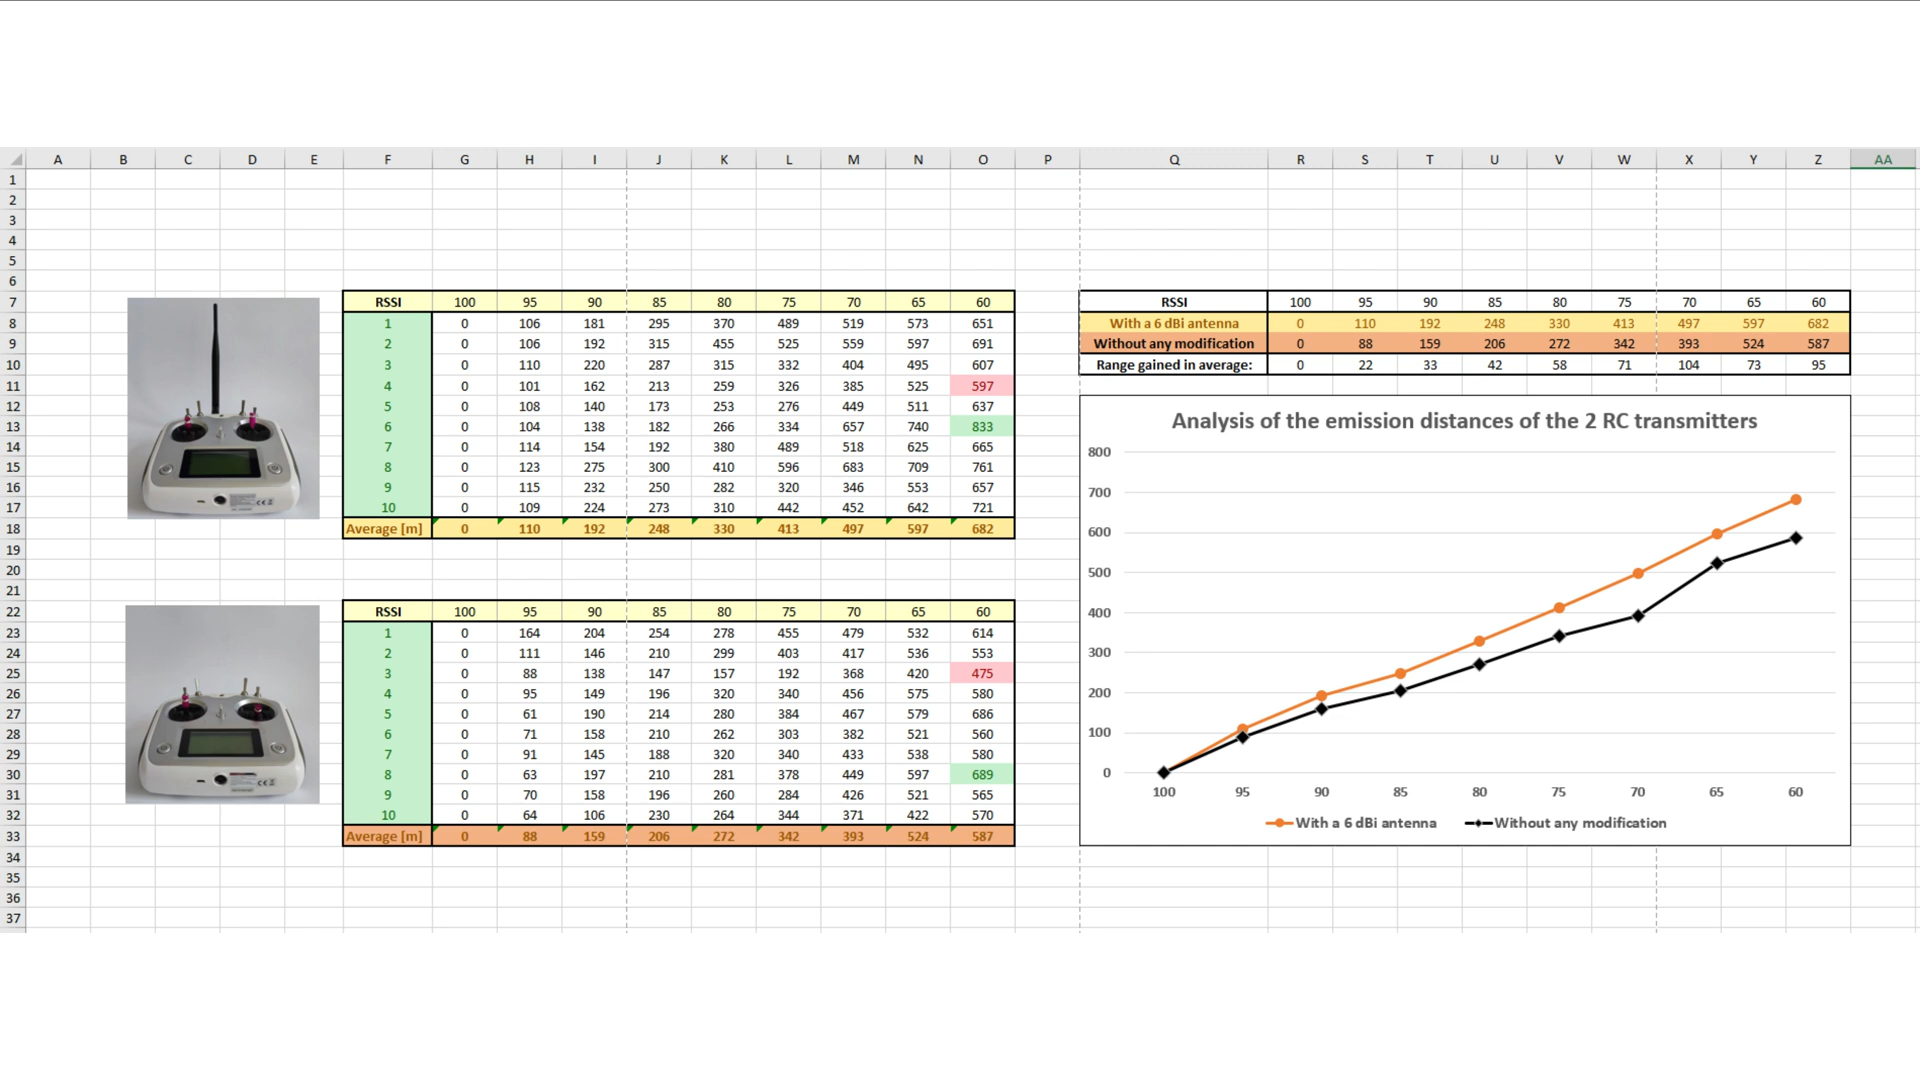 A B C D E F G H I J K L M N O P Q R S T U V W X Y Z AA
1
2
3
4
5
6
7 RSSI 100 95 90 85 80 75 70 65 60
8 1 0 106 181 295 370 489 519 573 651
9 2 0 106 192 315 455 525 559 597 691
10 3 0 110 220 287 315 332 404 495 607
11 4 0 101 162 213 259 326 385 525 597
12 5 0 108 140 173 253 276 449 511 637
13 6 0 104 138 182 266 334 657 740 833
14 7 0 114 154 192 380 489 518 625 665
15 8 0 123 275 300 410 596 683 709 761
16 9 0 115 232 250 282 320 346 553 657
17 10 0 109 224 273 310 442 452 642 721
18 Average [m] 0 110 192 248 330 413 497 597 682
19
20
21
22 RSSI 100 95 90 85 80 75 70 65 60
23 1 0 164 204 254 278 455 479 532 614
24 2 0 111 146 210 299 403 417 536 553
25 3 0 88 138 147 157 192 368 420 475
26 4 0 95 149 196 320 340 456 575 580
27 5 0 61 190 214 280 384 467 579 686
28 6 0 71 158 210 262 303 382 521 560
29 7 0 91 145 188 320 340 433 538 580
30 8 0 63 197 210 281 378 449 597 689
31 9 0 70 158 196 260 284 426 521 565
32 10 0 64 106 230 264 344 371 422 570
33 Average [m] 0 88 159 206 272 342 393 524 587
34
35
36
37
RSSI 100 95 90 85 80 75 70 65 60
With a 6 dBi antenna 0 110 192 248 330 413 497 597 682
Without any modification 0 88 159 206 272 342 393 524 587
Range gained in average: 0 22 33 42 58 71 104 73 95
Analysis of the emission distances of the 2 RC transmitters
800
700
600
500
400
300
200
100
0
100 95 90 85 80 75 70 65 60
With a 6 dBi antenna Without any modification